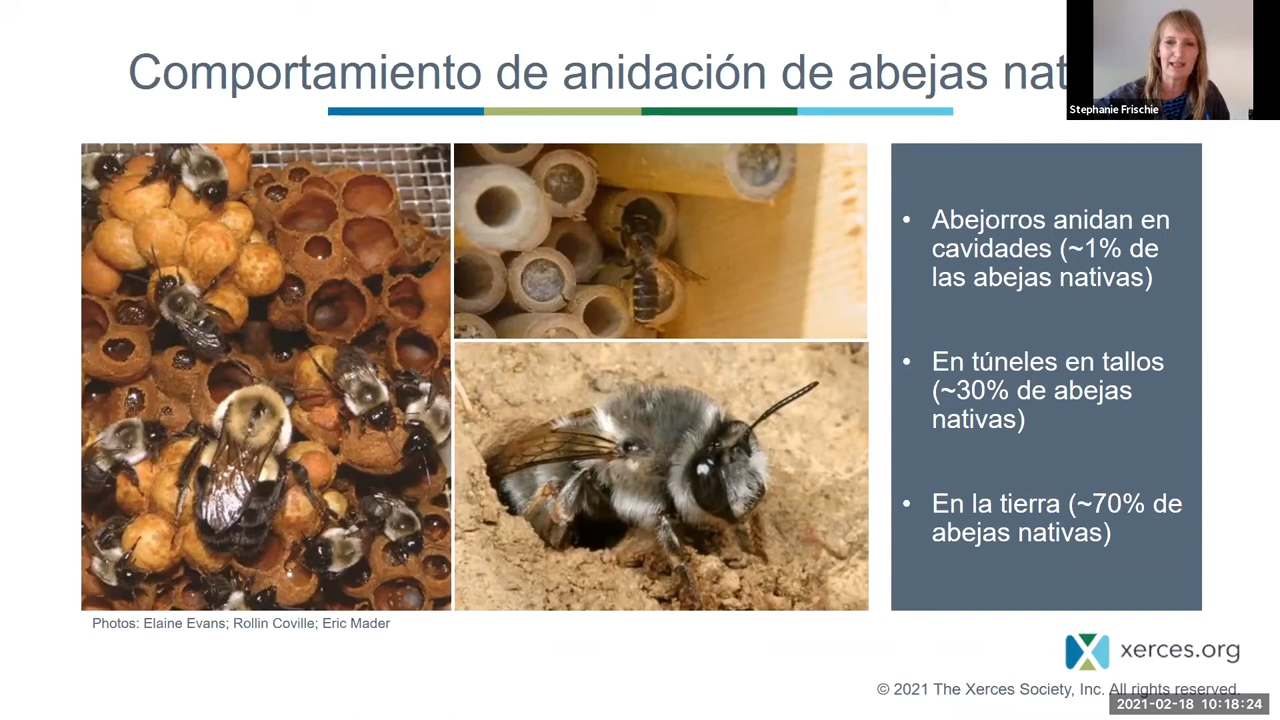 Comportamiento de anidación de abejas nat
Stephanie Frischie
• Abejorros anidan en
cavidades (~1% de
las abejas nativas)
• En túneles en tallos
(~30% de abejas
nativas)
• En la tierra (~70% de
abejas nativas)
Photos: Elaine Evans; Rollin Coville; Eric Mader
xerces.org
© 2021 The Xerces Society, Inc. All rights reserved.
2021-02-18 10:18:24